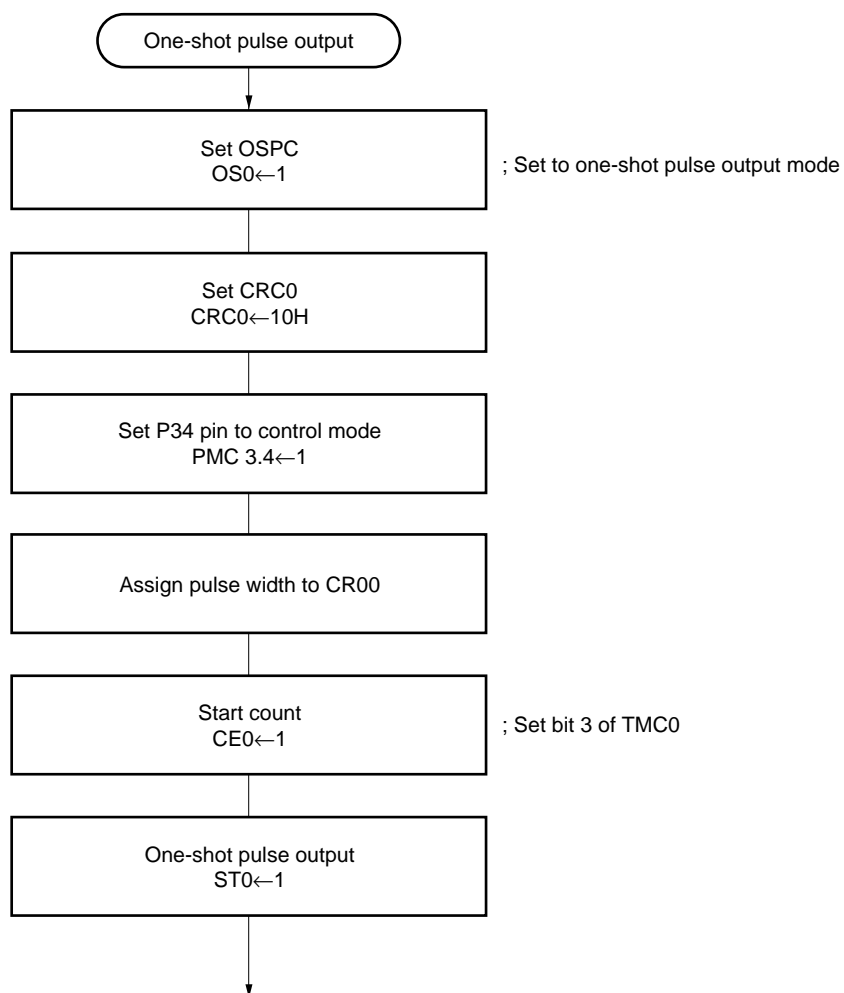 One-shot pulse output
Set OSPC
OS0←1
; Set to one-shot pulse output mode
Set CRC0
CRC0←10H
Set P34 pin to control mode
PMC 3.4←1
Assign pulse width to CR00
Start count
CE0←1
; Set bit 3 of TMC0
One-shot pulse output
ST0←1